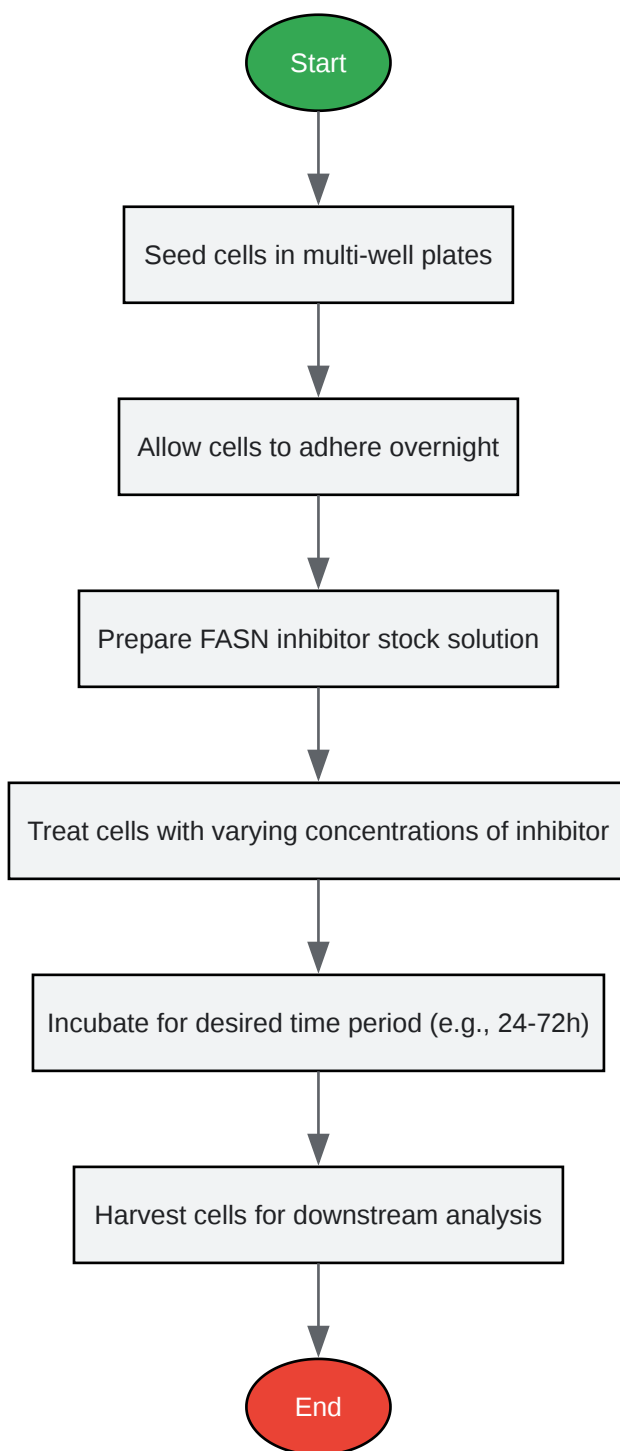 Start
Seed cells in multi-well plates
Allow cells to adhere overnight
Prepare FASN inhibitor stock solution
Treat cells with varying concentrations of inhibitor
Incubate for desired time period (e.g., 24-72h)
Harvest cells for downstream analysis
End